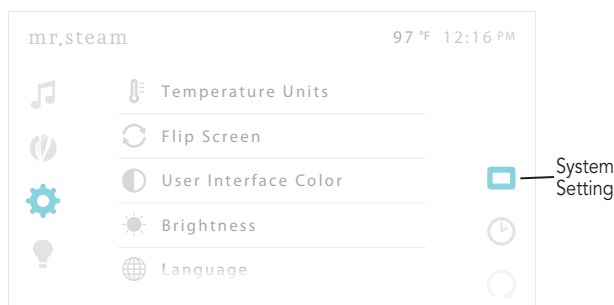 mr.steam 97 °F 12:16 PM
Temperature Units
Flip Screen
User Interface Color
Brightness
Language
System
Setting